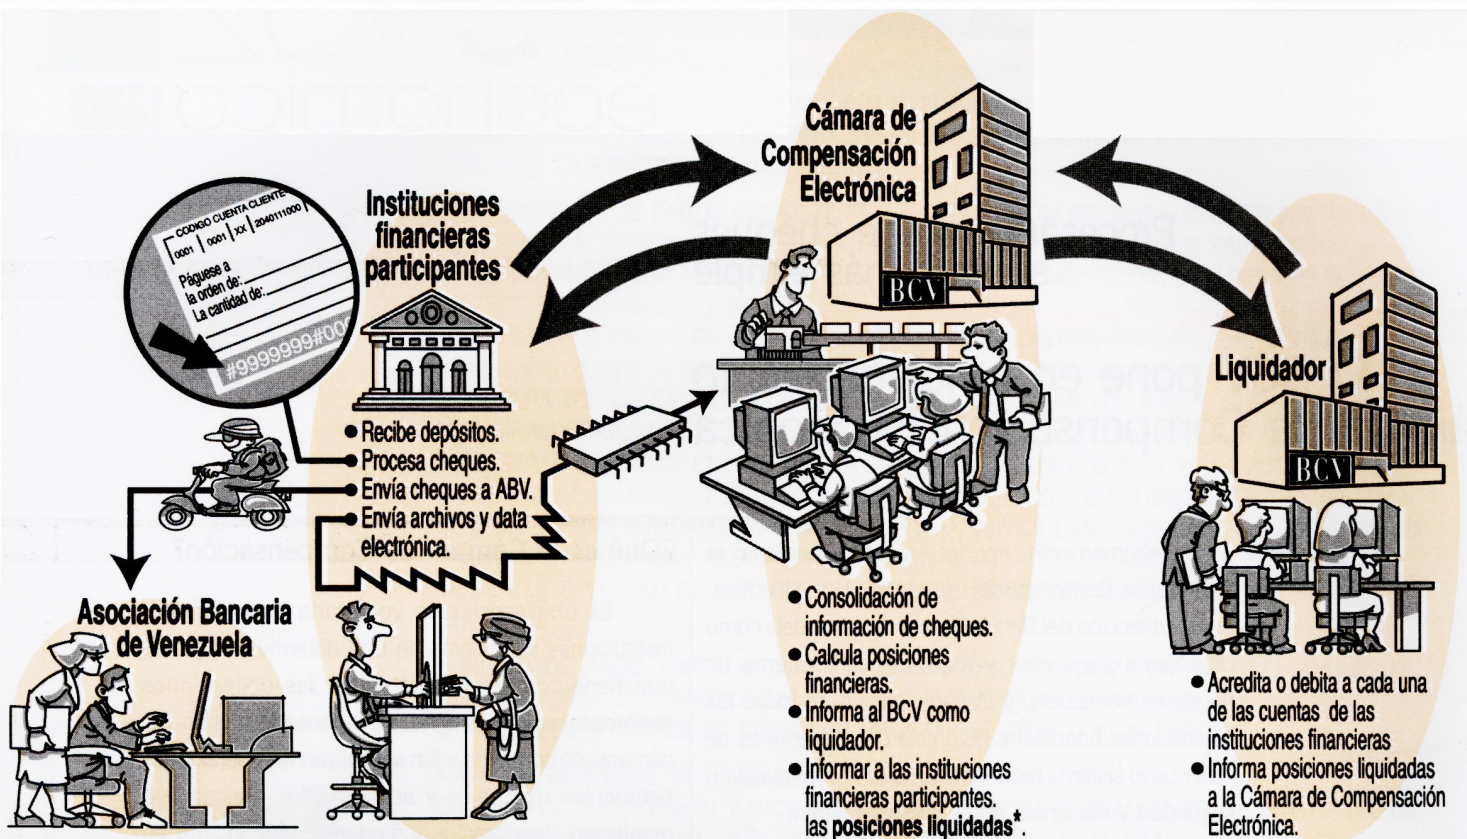 CODIGO CUENTA CLIENTE
0001 0001 XX 2040111000
Páguese a
la orden de:
La cantidad de:
#9999999#00
Instituciones
financieras
participantes
• Recibe depósitos.
• Procesa cheques.
• Envía cheques a ABV.
• Envía archivos y data
electrónica.
Asociación Bancaria
de Venezuela
Cámara de
Compensación
Electrónica
BCV
• Consolidación de
información de cheques.
• Calcula posiciones
financieras.
Informa al BCV como
liquidador.
• Informar a las instituciones
financieras participantes.
las posiciones liquidadas*.
Liquidador
BCV
• Acredita o debita a cada una
de las cuentas de las
instituciones financieras
• Informa posiciones liquidadas
a la Cámara de Compensación
Electrónica.